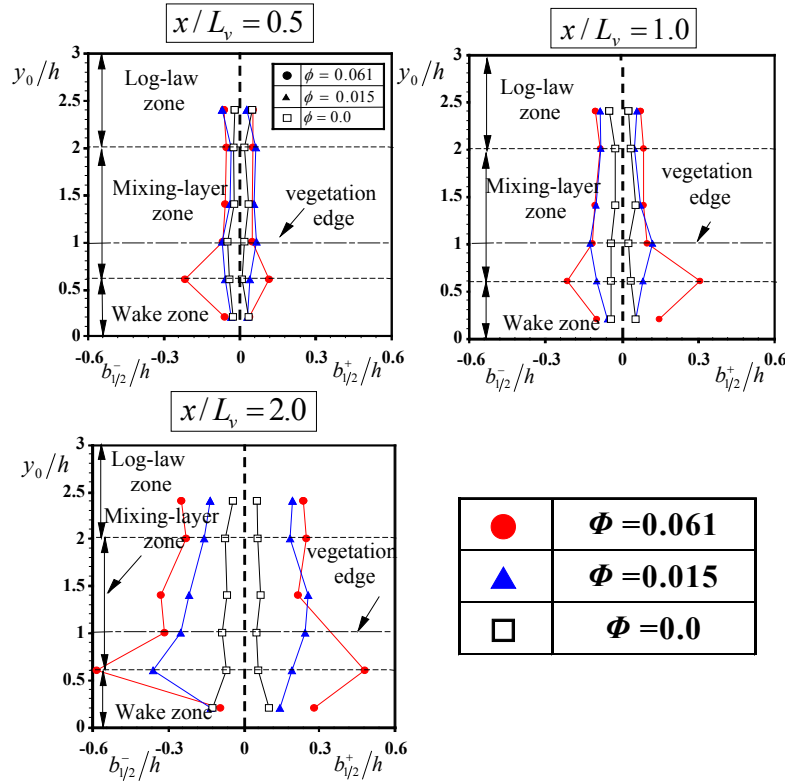 x/L_v = 0.5
y_0/h
3
2.5
2
1.5
1
0.5
0
Log-law
zone
Mixing-layer
zone
vegetation
edge
Wake zone
ϕ = 0.061
ϕ = 0.015
ϕ = 0.0
-0.6 -0.3 0 0.3 0.6
b⁻_{1/2}/h b⁺_{1/2}/h
x/L_v = 1.0
y_0/h
3
2.5
2
1.5
1
0.5
0
Log-law
zone
Mixing-layer
zone
vegetation
edge
Wake zone
-0.6 -0.3 0 0.3 0.6
b⁻_{1/2}/h b⁺_{1/2}/h
x/L_v = 2.0
y_0/h
3
2.5
2
1.5
1
0.5
0
Log-law
zone
Mixing-layer
zone
vegetation
edge
Wake zone
-0.6 -0.3 0 0.3 0.6
b⁻_{1/2}/h b⁺_{1/2}/h
Φ =0.061
Φ =0.015
Φ =0.0